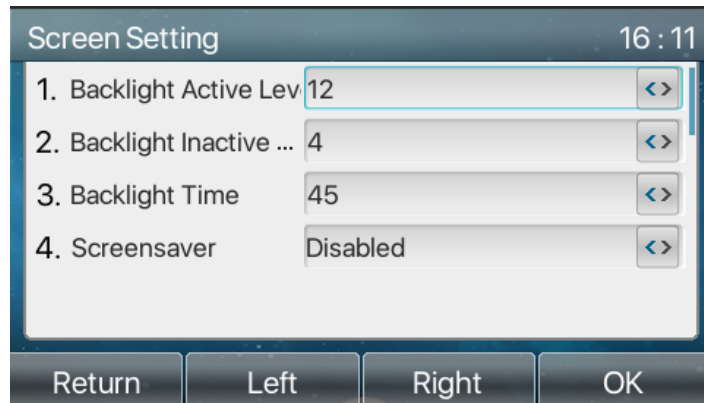 Screen Setting 16 : 11
1. Backlight Active Lev 12 <>
2. Backlight Inactive ... 4 <>
3. Backlight Time 45 <>
4. Screensaver Disabled <>
Return Left Right OK